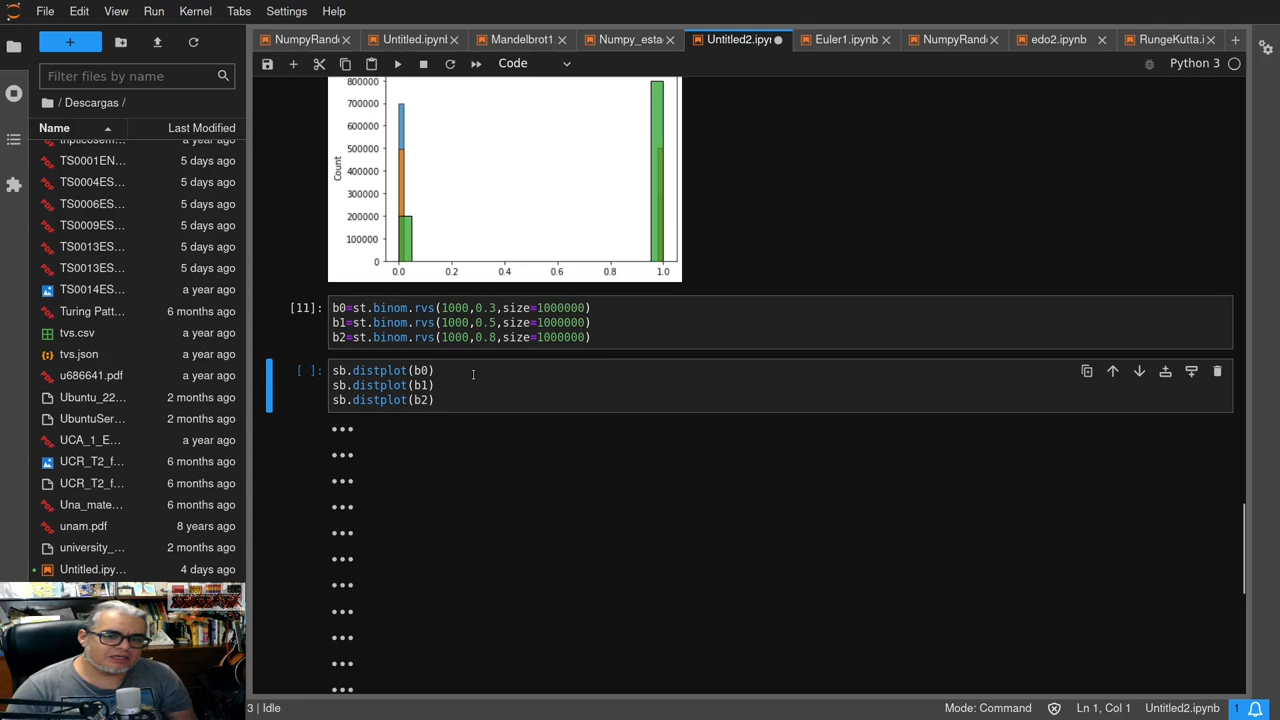 File Edit View Run Kernel Tabs Settings Help
NumpyRand
Untitled.ipynb
Mandelbrot1.
Numpy_esta
Untitled2.ipyn
Euler1.ipynb
NumpyRand
edo2.ipynb
RungeKutta.i
Filter files by name
Code
Python 3
/ Descargas /
Name Last Modified
a year ago
TS0001EN... 5 days ago
TS0004ES... 5 days ago
TS0006ES... 5 days ago
TS0009ES... 5 days ago
TS0013ES... 5 days ago
TS0013ES... 5 days ago
TS0014ES... a year ago
Turing Patt... 6 months ago
tvs.csv a year ago
tvs.json a year ago
u686641.pdf a year ago
Ubuntu_22... 2 months ago
UbuntuSer... 2 months ago
UCA_1_E... a year ago
UCR_T2_f... 6 months ago
UCR_T2_f... 6 months ago
Una_mate... 6 months ago
unam.pdf 8 years ago
university_... 2 months ago
Untitled.ipy... 4 days ago
800000
700000
600000
500000
400000
300000
200000
100000
0
Count
0.0 0.2 0.4 0.6 0.8 1.0
[11]: b0=st.binom.rvs(1000,0.3,size=1000000)
b1=st.binom.rvs(1000,0.5,size=1000000)
b2=st.binom.rvs(1000,0.8,size=1000000)
[ ]: sb.distplot(b0)
sb.distplot(b1)
sb.distplot(b2)
3 | Idle
Mode: Command
Ln 1, Col 1
Untitled2.ipynb
1